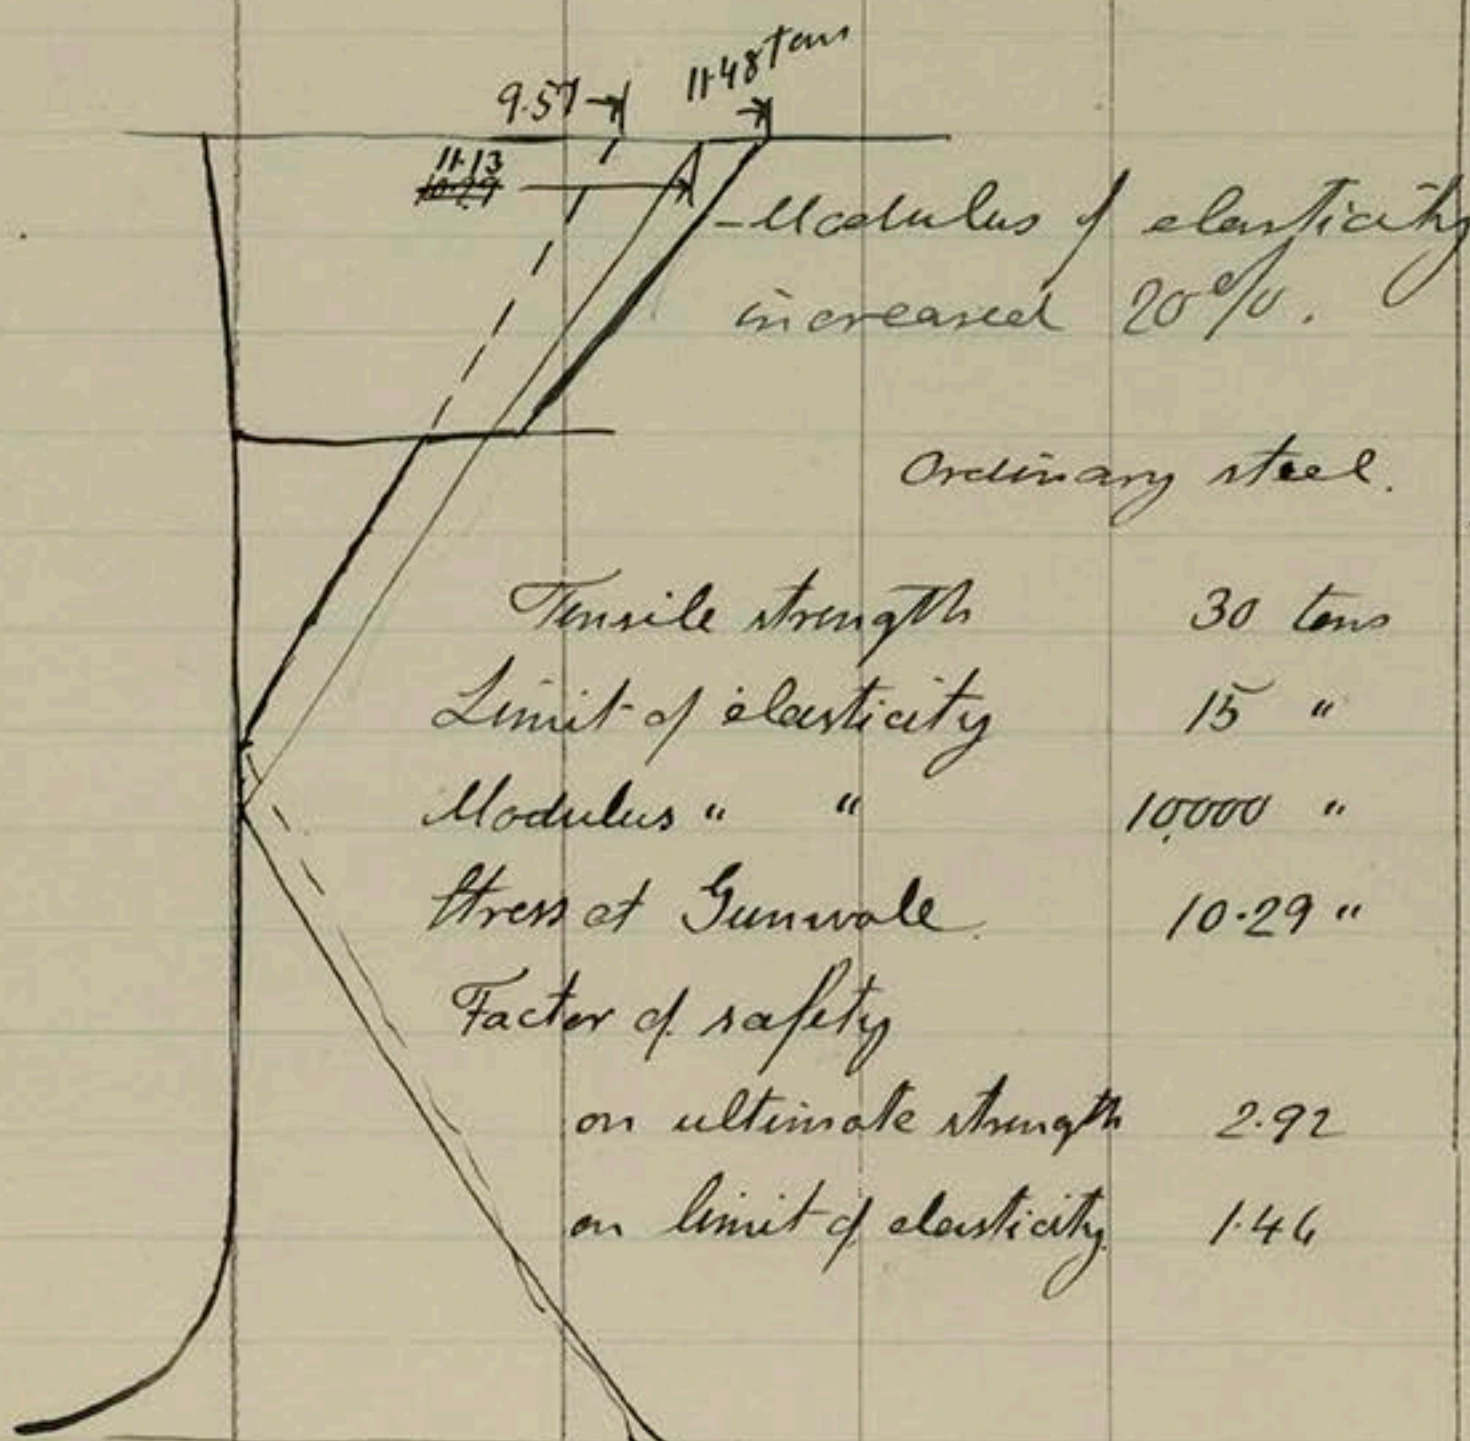 9.57
11.48 tons
11.13
10.29
- Modulus of elasticity
increased 20%.
Ordinary steel.
Tensile strength 30 tons
Limit of elasticity 15 "
Modulus " " 10,000 "
Stress at Gunwale. 10.29 "
Factor of safety
on ultimate strength 2.92
on limit of elasticity. 1.46